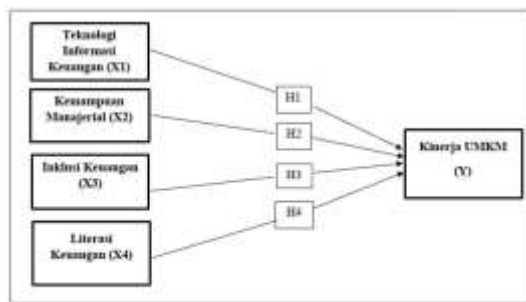 Teknologi
Informasi
Keuangan (X1)
H1
Kemampuan
Manajerial (X2)
H2
Kinerja UMKM
(Y)
Inklusi Keuangan
(X3)
H3
H4
Literasi
Keuangan (X4)